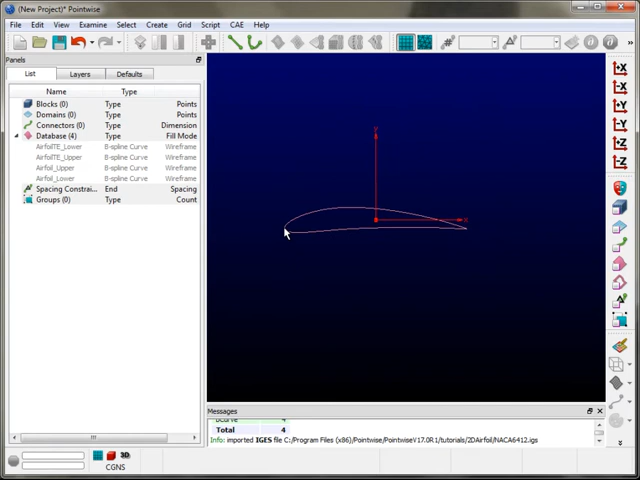 (New Project)* Pointwise
File Edit View Examine Select Create Grid Script CAE Help
Panels
List Layers Defaults
Name Type
Blocks (0) Type Points
Domains (0) Type Points
Connectors (0) Type Dimension
Database (4) Type Fill Mode
AirfoilTE_Lower B-spline Curve Wireframe
AirfoilTE_Upper B-spline Curve Wireframe
Airfoil_Upper B-spline Curve Wireframe
Airfoil_Lower B-spline Curve Wireframe
Spacing Constrai... End Spacing
Groups (0) Type Count
Y
X
+X
-X
+Y
-Y
+Z
-Z
Messages
Total 4
Info: imported IGES file C:/Program Files (x86)/Pointwise/PointwiseV17.0R1/tutorials/2DAirfoil/NACA6412.igs
3D
CGNS